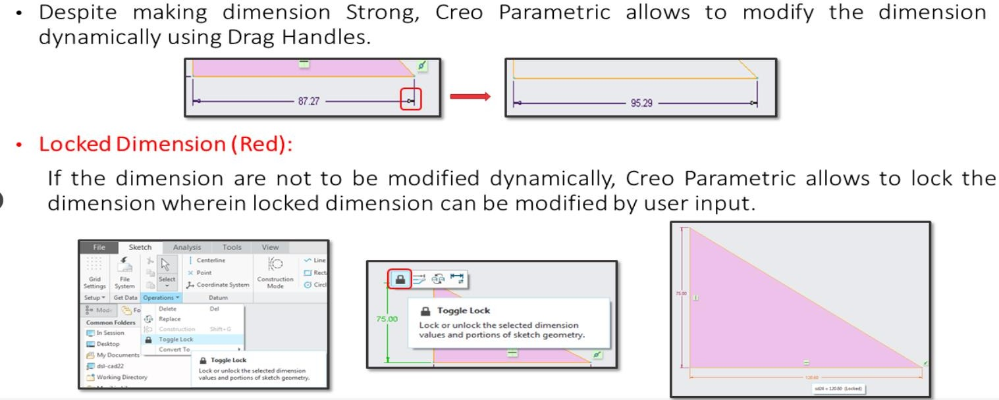 • Despite making dimension Strong, Creo Parametric allows to modify the dimension
dynamically using Drag Handles.
87.27
95.29
• Locked Dimension (Red):
If the dimension are not to be modified dynamically, Creo Parametric allows to lock the
dimension wherein locked dimension can be modified by user input.
File Sketch Analysis Tools View
Centerline Line
Point Rect
Coordinate System Circl
Grid Settings
File System
Select
Construction Mode
Setup Get Data Operations Datum
Mode Fo
Common Folders
In Session
Desktop
My Documents
dsl-cad22
Working Directory
Delete Del
Replace
Construction Shift+G
Toggle Lock
Convert To
Toggle Lock
Lock or unlock the selected dimension
values and portions of sketch geometry.
75.00
Toggle Lock
Lock or unlock the selected dimension
values and portions of sketch geometry.
75.00
120.60
sd24 = 120.60 (Locked)